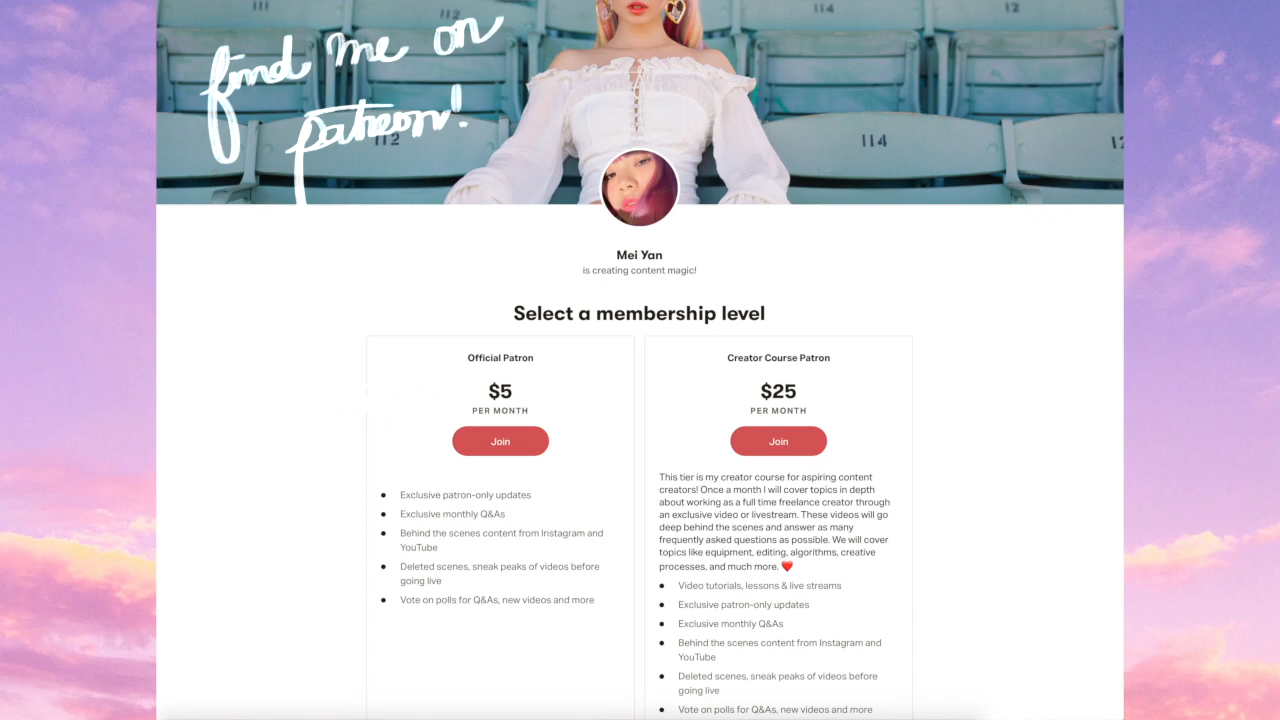 111
112
114
12
find me on
patreon!
112
114
Mei Yan
is creating content magic!
Select a membership level
Official Patron
$5
PER MONTH
Join
Exclusive patron-only updates
Exclusive monthly Q&As
Behind the scenes content from Instagram and
YouTube
Deleted scenes, sneak peaks of videos before
going live
Vote on polls for Q&As, new videos and more
Creator Course Patron
$25
PER MONTH
Join
This tier is my creator course for aspiring content
creators! Once a month I will cover topics in depth
about working as a full time freelance creator through
an exclusive video or livestream. These videos will go
deep behind the scenes and answer as many
frequently asked questions as possible. We will cover
topics like equipment, editing, algorithms, creative
processes, and much more. ❤️
Video tutorials, lessons & live streams
Exclusive patron-only updates
Exclusive monthly Q&As
Behind the scenes content from Instagram and
YouTube
Deleted scenes, sneak peaks of videos before
going live
Vote on polls for Q&As, new videos and more